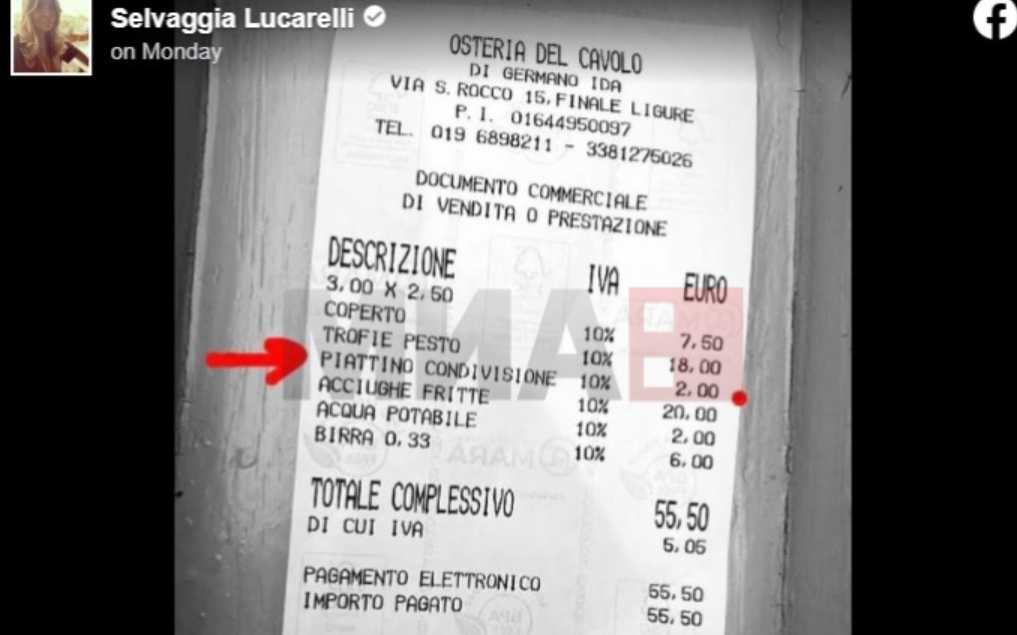 Selvaggia Lucarelli
on Monday
OSTERIA DEL CAVOLO
DI GERMANO IDA
VIA S. ROCCO 15, FINALE LIGURE
P. I. 01644950097
TEL. 019 6898211 - 3381275026
DOCUMENTO COMMERCIALE
DI VENDITA O PRESTAZIONE
DESCRIZIONE IVA EURO
3,00 X 2,50
COPERTO 10% 7,50
TROFIE PESTO 10% 18,00
PIATTINO CONDIVISIONE 10% 2,00
ACCIUGHE FRITTE 10% 20,00
ACQUA POTABILE 10% 2,00
BIRRA 0,33 10% 6,00
TOTALE COMPLESSIVO 55,50
DI CUI IVA 5,05
PAGAMENTO ELETTRONICO 55,50
IMPORTO PAGATO 55,50